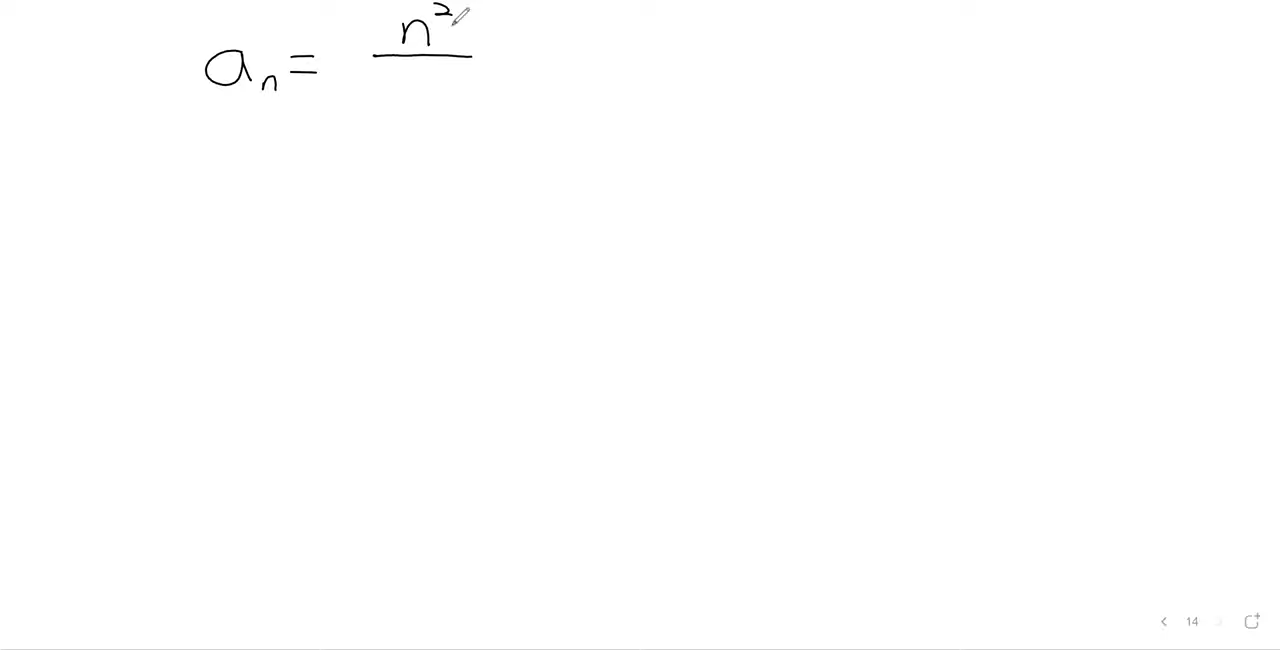 aₙ = n²/
14